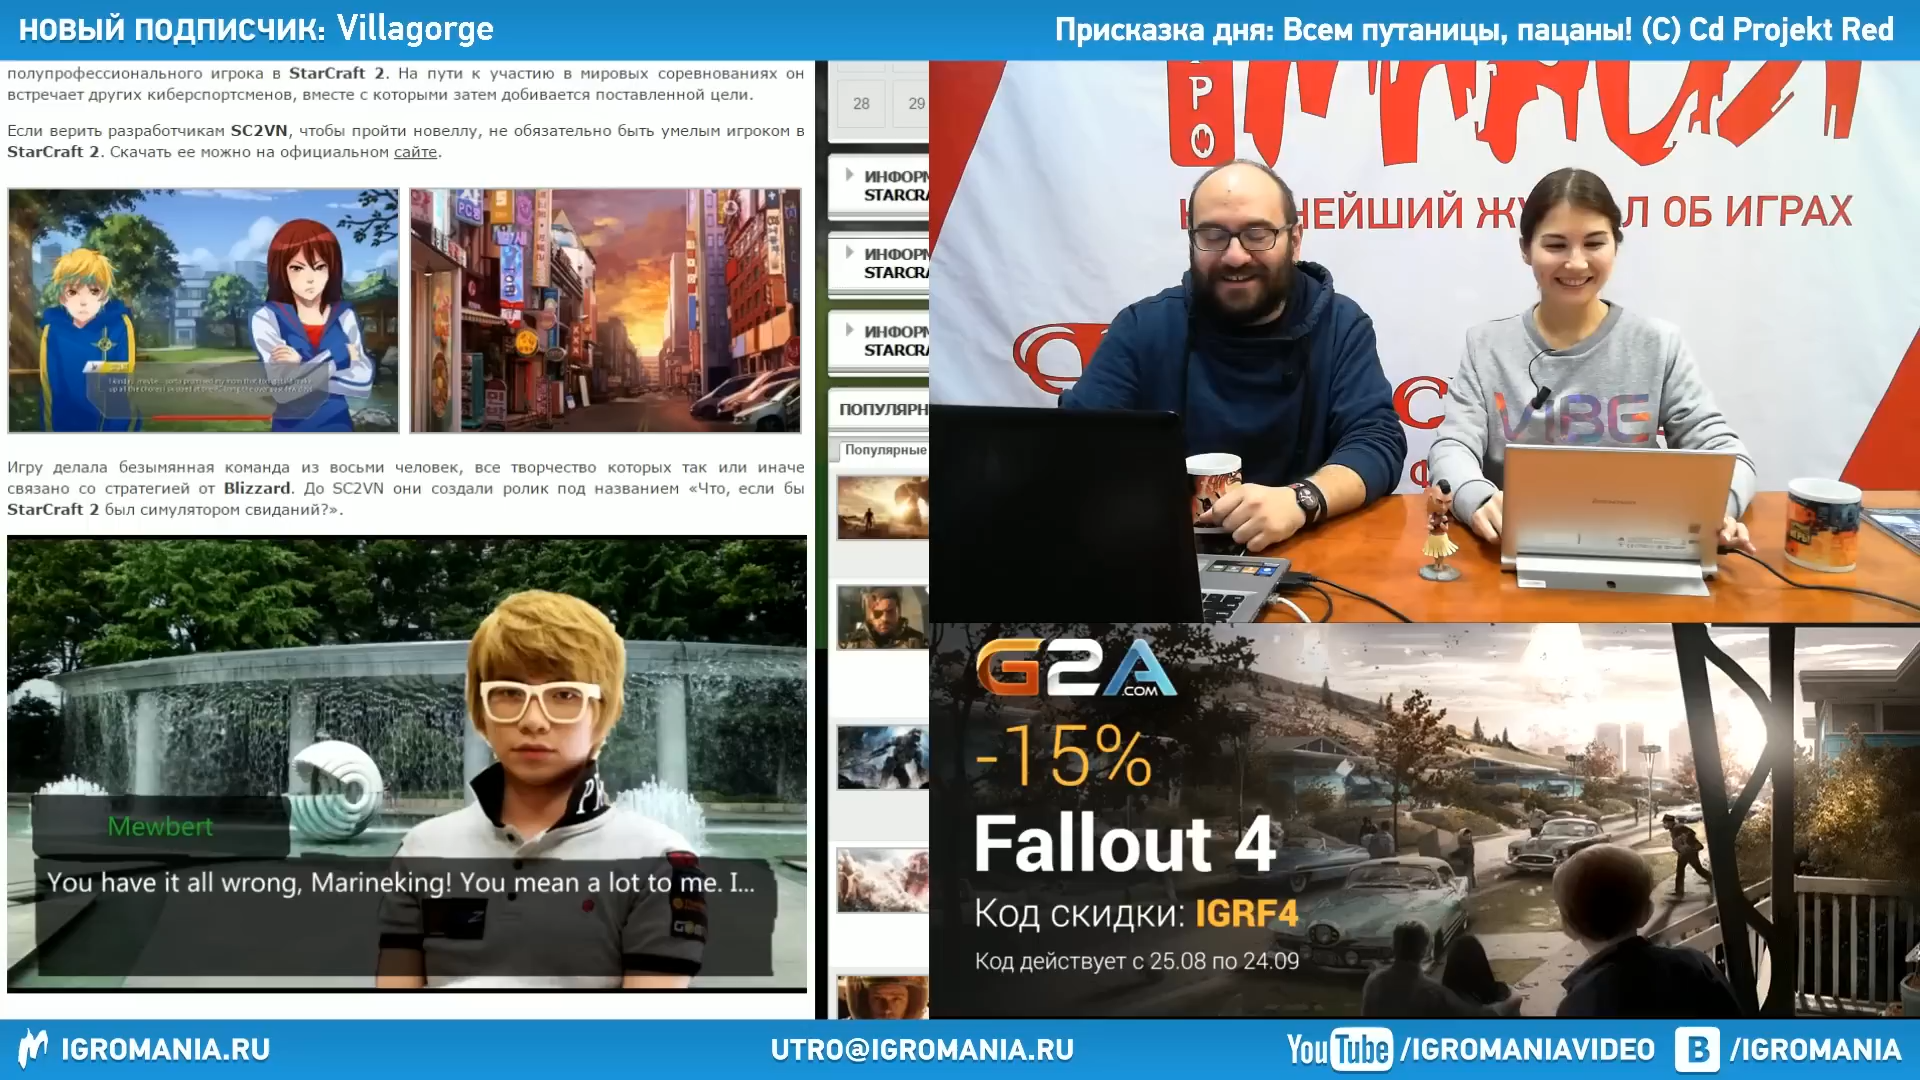 НОВЫЙ ПОДПИСЧИК: Villagorge
Присказка дня: Всем путаницы, пацаны! (С) Cd Projekt Red
полупрофессионального игрока в StarCraft 2. На пути к участию в мировых соревнованиях он
встречает других киберспортсменов, вместе с которыми затем добивается поставленной цели.
Если верить разработчикам SC2VN, чтобы пройти новеллу, не обязательно быть умелым игроком в
StarCraft 2. Скачать ее можно на официальном сайте.
Игру делала безымянная команда из восьми человек, все творчество которых так или иначе
связано со стратегией от Blizzard. До SC2VN они создали ролик под названием «Что, если бы
StarCraft 2 был симулятором свиданий?».
Mewbert
You have it all wrong, Marineking! You mean a lot to me. I...
28 29
ИНФОРМ
STARCRA
ИНФОРМ
STARCRA
ИНФОРМ
STARCRA
ПОПУЛЯРН
Популярные
НЕЙШИЙ Ж Л ОБ ИГРАХ
VIBE
G2A
.COM
-15%
Fallout 4
Код скидки: IGRF4
Код действует с 25.08 по 24.09
IGROMANIA.RU
UTRO@IGROMANIA.RU
YouTube /IGROMANIAVIDEO
В /IGROMANIA